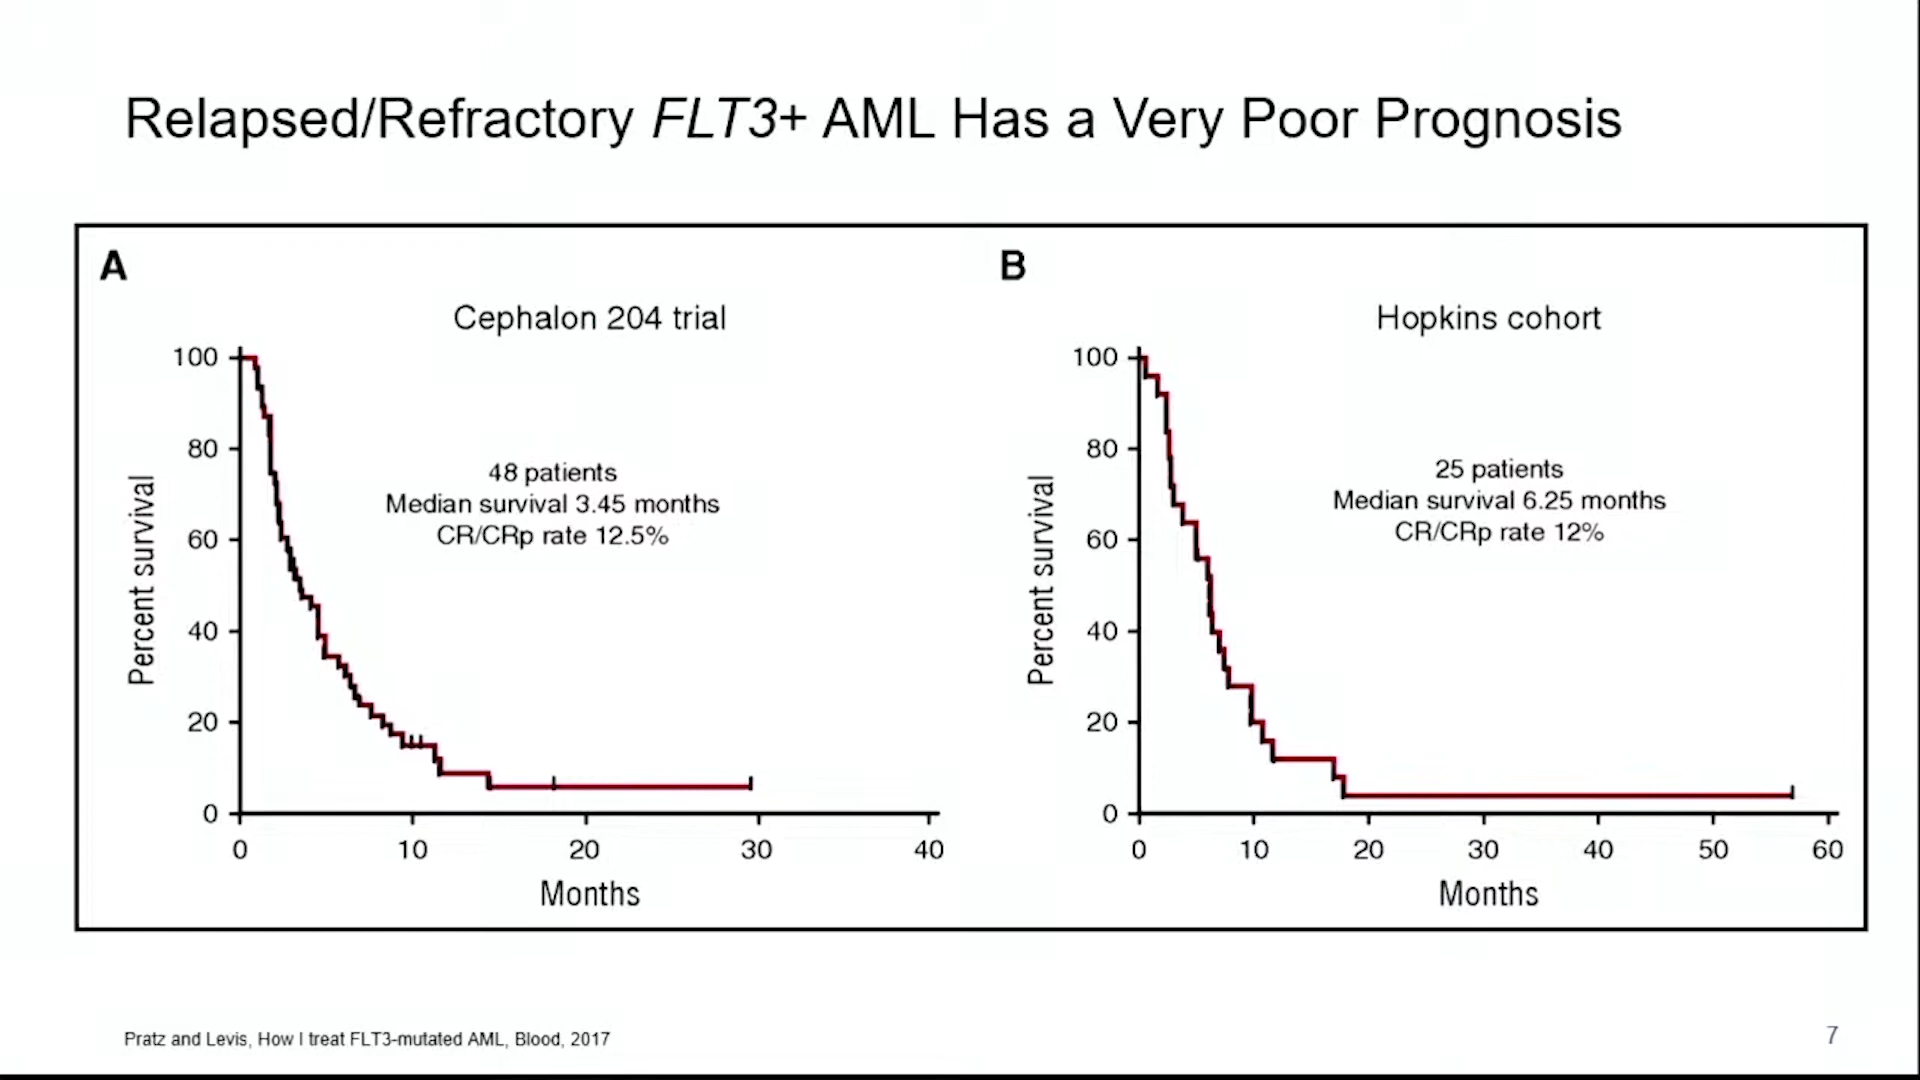 Relapsed/Refractory FLT3+ AML Has a Very Poor Prognosis
A
Cephalon 204 trial
100
80
60
40
20
0
Percent survival
48 patients
Median survival 3.45 months
CR/CRp rate 12.5%
0 10 20 30 40
Months
B
Hopkins cohort
100
80
60
40
20
0
Percent survival
25 patients
Median survival 6.25 months
CR/CRp rate 12%
0 10 20 30 40 50 60
Months
Pratz and Levis, How I treat FLT3-mutated AML, Blood, 2017
7